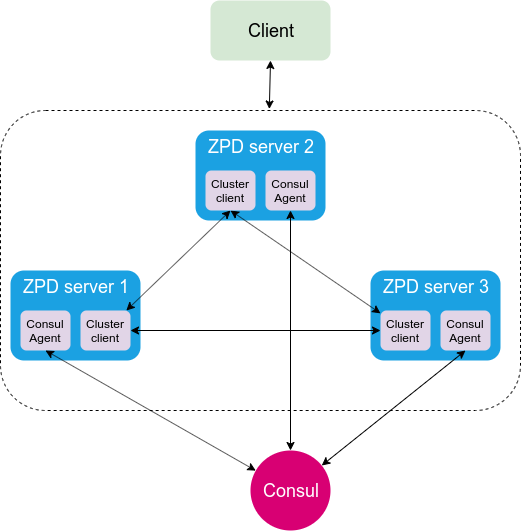 Client
ZPD server 2
Cluster
client
Consul
Agent
ZPD server 1
Consul
Agent
Cluster
client
ZPD server 3
Cluster
client
Consul
Agent
Consul